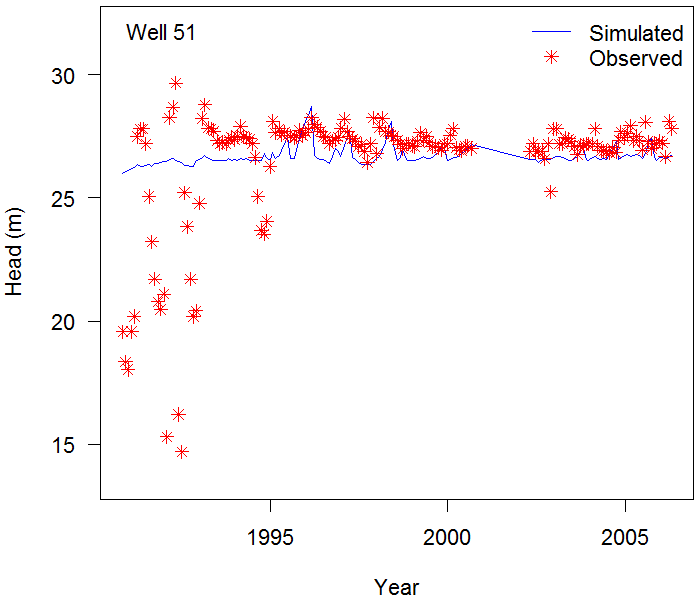 Well 51
Simulated
Observed
30
25
20
15
Head (m)
1995 2000 2005
Year